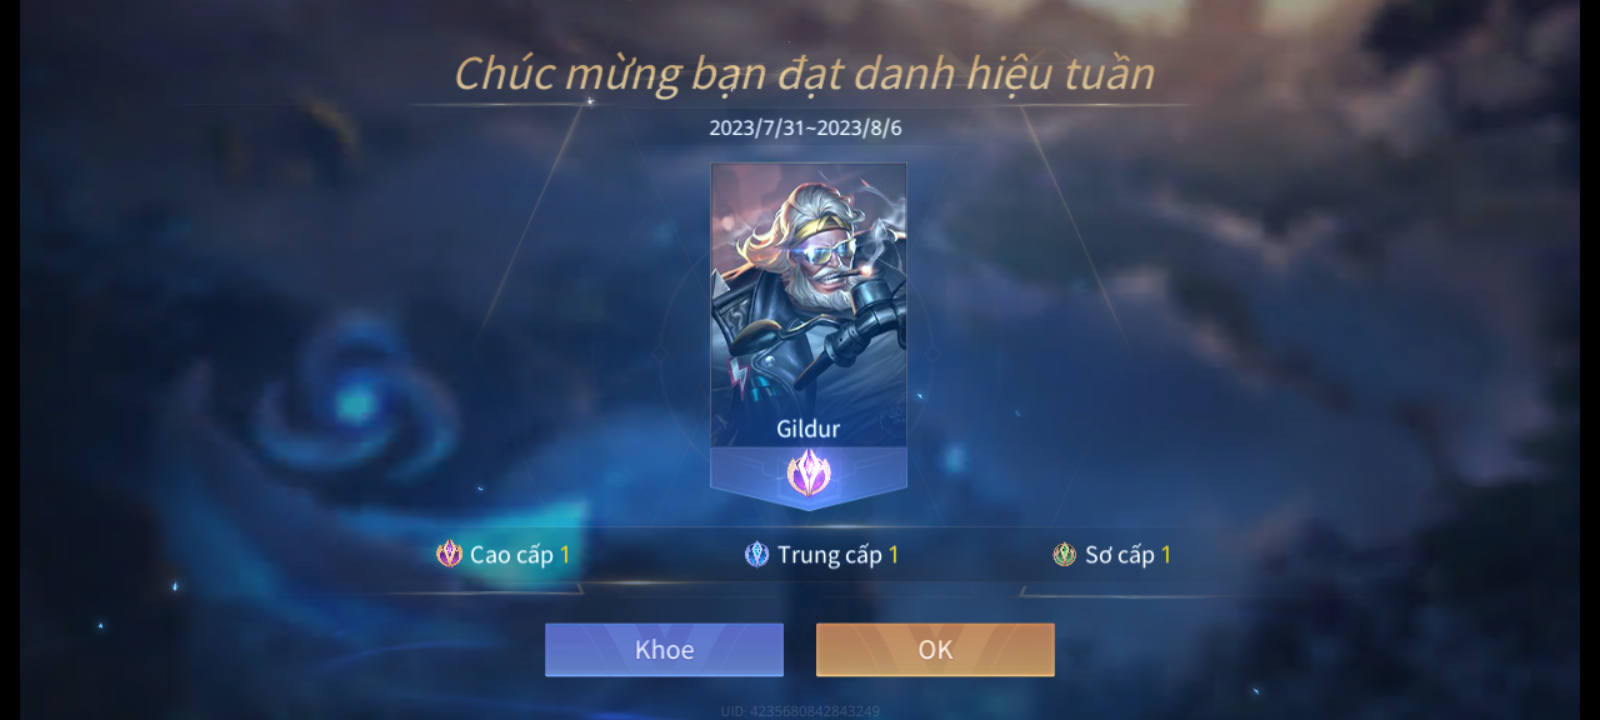 Chúc mừng bạn đạt danh hiệu tuần
2023/7/31~2023/8/6
Gildur
Cao cấp 1
Trung cấp 1
Sơ cấp 1
Khoe
OK
UID: 4235680842843249